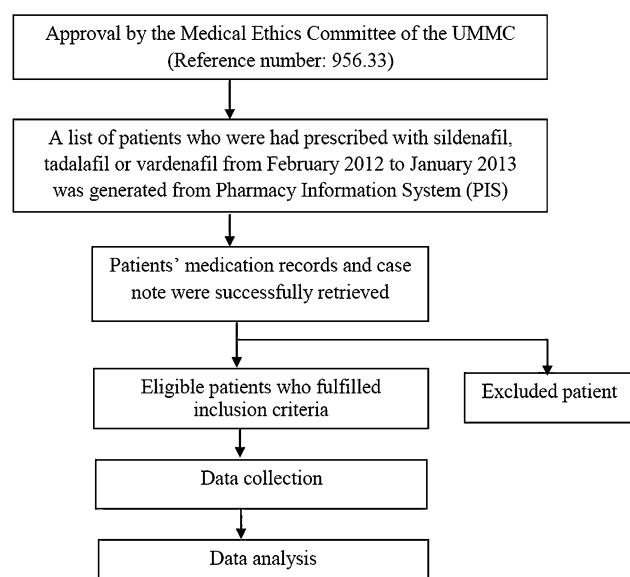 Approval by the Medical Ethics Committee of the UMMC
(Reference number: 956.33)
A list of patients who were had prescribed with sildenafil,
tadalafil or vardenafil from February 2012 to January 2013
was generated from Pharmacy Information System (PIS)
Patients’ medication records and case
note were successfully retrieved
Eligible patients who fulfilled
inclusion criteria
Excluded patient
Data collection
Data analysis